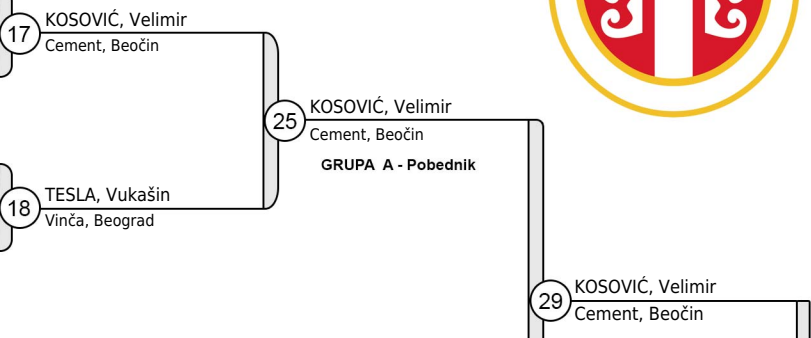 17
KOSOVIĆ, Velimir
Cement, Beočin
25
KOSOVIĆ, Velimir
Cement, Beočin
GRUPA A - Pobednik
18
TESLA, Vukašin
Vinča, Beograd
29
KOSOVIĆ, Velimir
Cement, Beočin